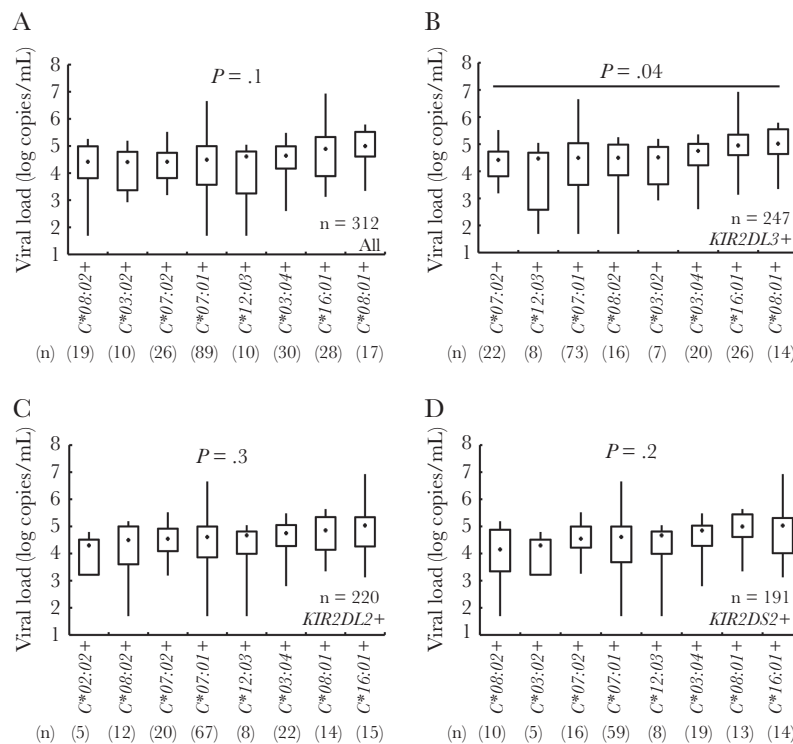 A
Viral load (log copies/mL)
8
7
6
5
4
3
2
1
P = .1
n = 312
All
C*08:02+
C*03:02+
C*07:02+
C*07:01+
C*12:03+
C*03:04+
C*16:01+
C*08:01+
(n) (19) (10) (26) (89) (10) (30) (28) (17)
B
Viral load (log copies/mL)
8
7
6
5
4
3
2
1
P = .04
n = 247
KIR2DL3+
C*07:02+
C*12:03+
C*07:01+
C*08:02+
C*03:02+
C*03:04+
C*16:01+
C*08:01+
(n) (22) (8) (73) (16) (7) (20) (26) (14)
C
Viral load (log copies/mL)
8
7
6
5
4
3
2
1
P = .3
n = 220
KIR2DL2+
C*02:02+
C*08:02+
C*07:02+
C*07:01+
C*12:03+
C*03:04+
C*08:01+
C*16:01+
(n) (5) (12) (20) (67) (8) (22) (14) (15)
D
Viral load (log copies/mL)
8
7
6
5
4
3
2
1
P = .2
n = 191
KIR2DS2+
C*08:02+
C*03:02+
C*07:02+
C*07:01+
C*12:03+
C*03:04+
C*08:01+
C*16:01+
(n) (10) (5) (16) (59) (8) (19) (13) (14)